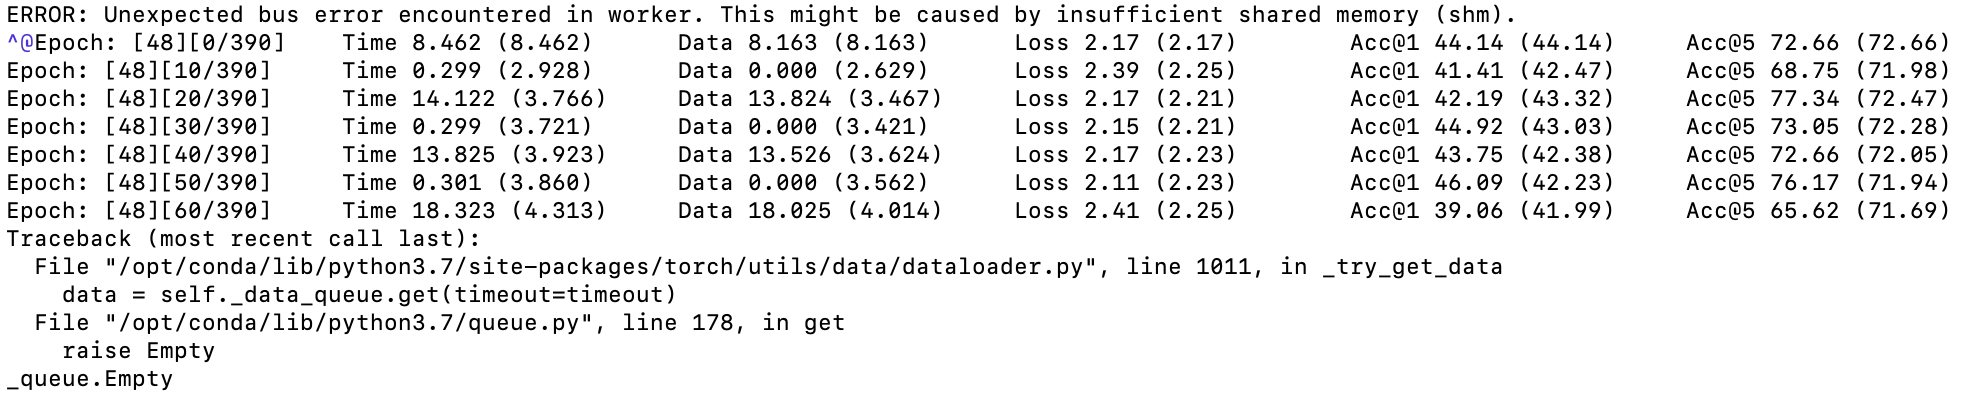 ERROR: Unexpected bus error encountered in worker. This might be caused by insufficient shared memory (shm).
^@Epoch: [48][0/390] Time 8.462 (8.462) Data 8.163 (8.163) Loss 2.17 (2.17) Acc@1 44.14 (44.14) Acc@5 72.66 (72.66)
Epoch: [48][10/390] Time 0.299 (2.928) Data 0.000 (2.629) Loss 2.39 (2.25) Acc@1 41.41 (42.47) Acc@5 68.75 (71.98)
Epoch: [48][20/390] Time 14.122 (3.766) Data 13.824 (3.467) Loss 2.17 (2.21) Acc@1 42.19 (43.32) Acc@5 77.34 (72.47)
Epoch: [48][30/390] Time 0.299 (3.721) Data 0.000 (3.421) Loss 2.15 (2.21) Acc@1 44.92 (43.03) Acc@5 73.05 (72.28)
Epoch: [48][40/390] Time 13.825 (3.923) Data 13.526 (3.624) Loss 2.17 (2.23) Acc@1 43.75 (42.38) Acc@5 72.66 (72.05)
Epoch: [48][50/390] Time 0.301 (3.860) Data 0.000 (3.562) Loss 2.11 (2.23) Acc@1 46.09 (42.23) Acc@5 76.17 (71.94)
Epoch: [48][60/390] Time 18.323 (4.313) Data 18.025 (4.014) Loss 2.41 (2.25) Acc@1 39.06 (41.99) Acc@5 65.62 (71.69)
Traceback (most recent call last):
  File "/opt/conda/lib/python3.7/site-packages/torch/utils/data/dataloader.py", line 1011, in _try_get_data
    data = self._data_queue.get(timeout=timeout)
  File "/opt/conda/lib/python3.7/queue.py", line 178, in get
    raise Empty
_queue.Empty